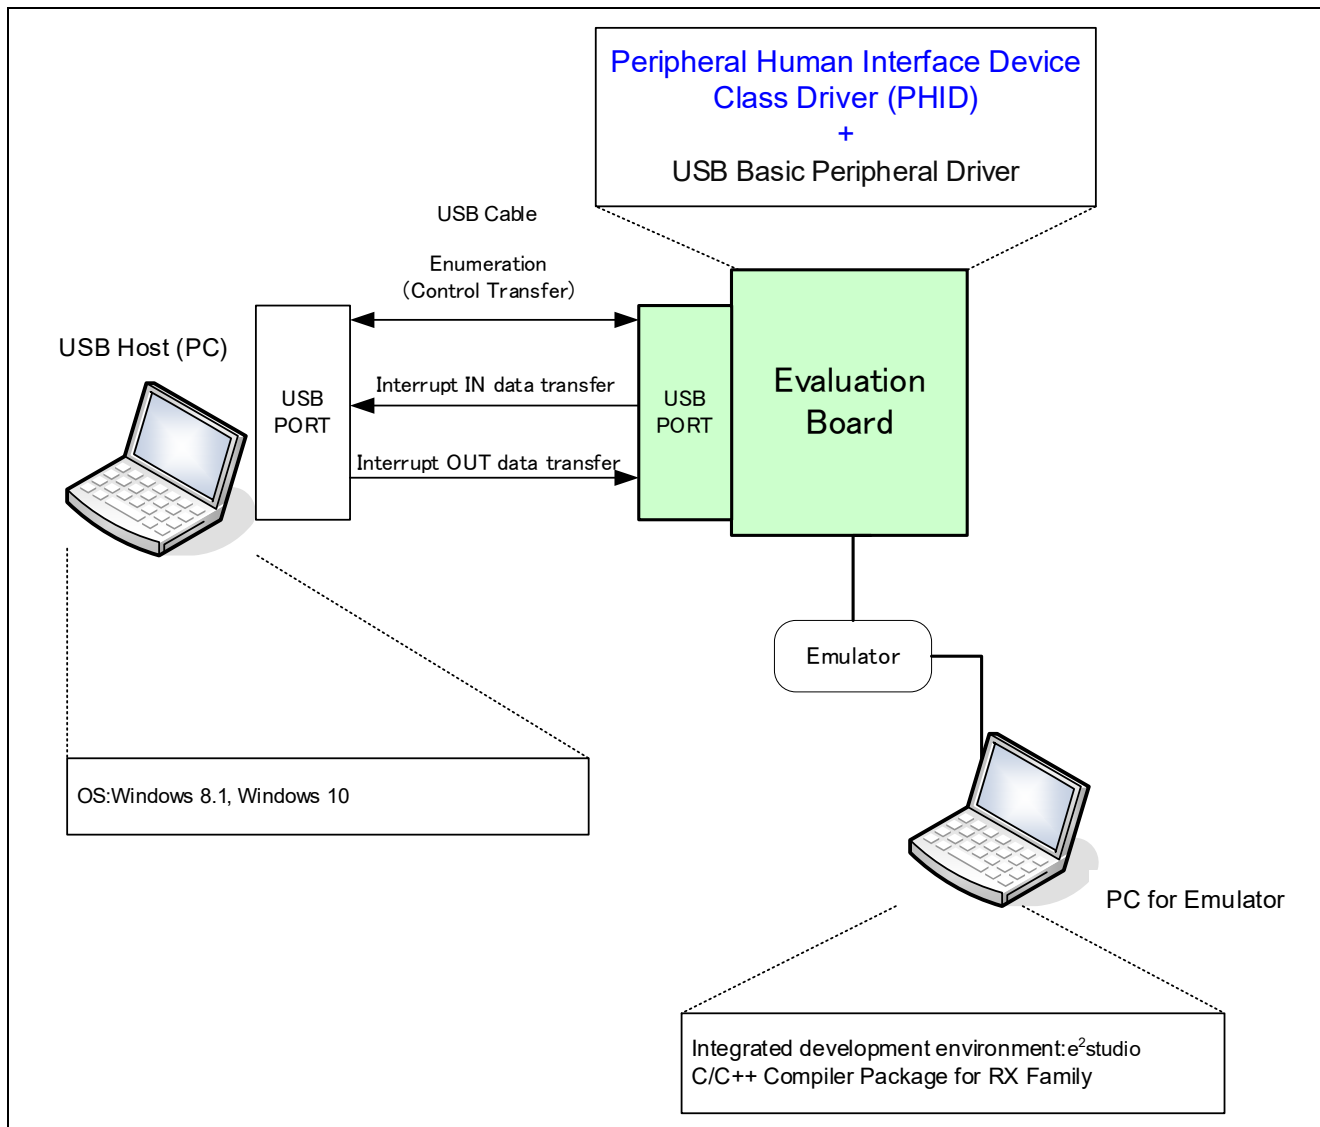 Peripheral Human Interface Device
Class Driver (PHID)
+
USB Basic Peripheral Driver
USB Cable
Enumeration
(Control Transfer)
USB Host (PC)
Interrupt IN data transfer
USB
PORT
USB
PORT
Evaluation
Board
Interrupt OUT data transfer
Emulator
OS:Windows 8.1, Windows 10
PC for Emulator
Integrated development environment:e²studio
C/C++ Compiler Package for RX Family